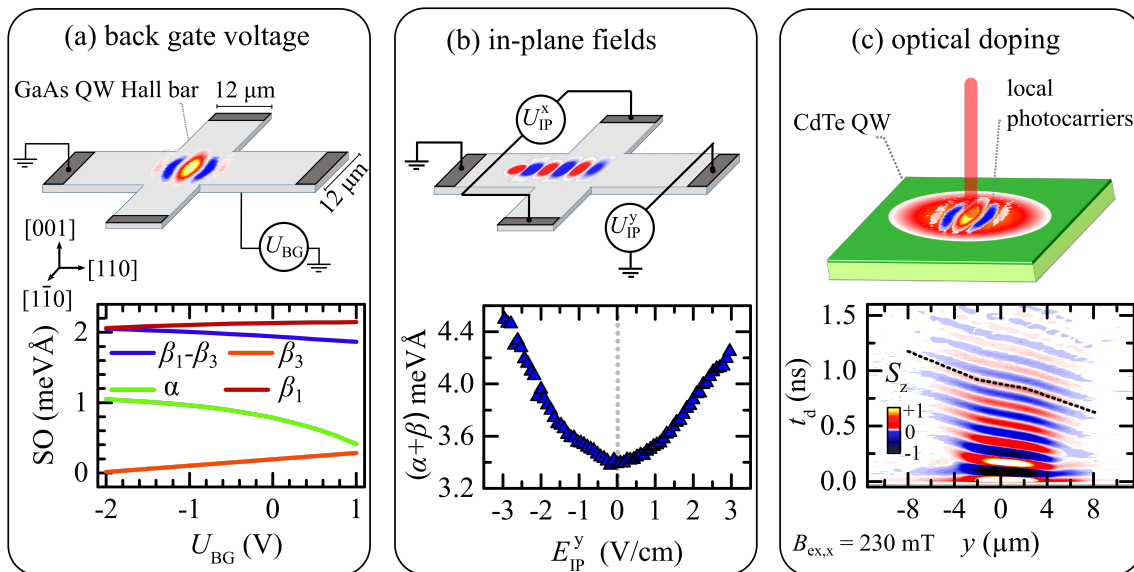 (a) back gate voltage
GaAs QW Hall bar
12 μm
12 μm
U_BG
[001]
[110]
[11̄0]
SO (meVÅ)
2
1
0
β₁-β₃
β₃
α
β₁
-2
-1
0
1
U_BG (V)
(b) in-plane fields
U_IP^x
U_IP^y
(α+β) meVÅ
4.4
4.0
3.6
3.2
-3
-2
-1
0
1
2
3
E_IP^y (V/cm)
(c) optical doping
CdTe QW
local
photocarriers
t_d (ns)
1.5
1.0
0.5
0.0
S_z
+1
0
-1
-8
-4
0
4
8
B_ex,x = 230 mT
y (μm)